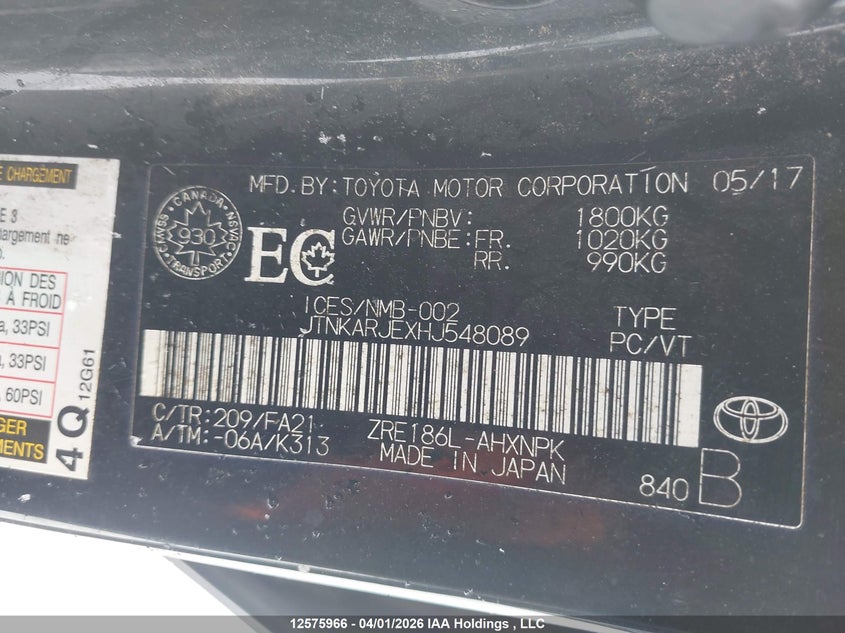 E CHARGEMENT
E 3
argement ne
o.
ION DES
À FROID
a, 33PSI
a, 33PSI
, 60PSI
GER
MENTS
4Q
12G61
MFD.BY:TOYOTA MOTOR CORPORATION 05/17
CANADA
NSVAC
930
TRANSPORT
CMVSS
EC
GVWR/PNBV: 1800KG
GAWR/PNBE:FR. 1020KG
RR. 990KG
ICES/NMB-002
JTNKARJEXHJ548089
TYPE
PC/VT
C/TR:209/FA21
A/TM:-06A/K313
ZRE186L-AHXNPK
MADE IN JAPAN
840 B
12575966 - 04/01/2026 IAA Holdings , LLC